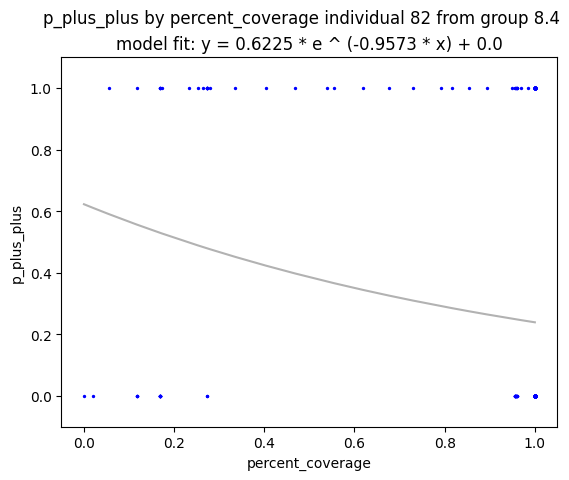 p_plus_plus by percent_coverage individual 82 from group 8.4
model fit: y = 0.6225 * e ^ (-0.9573 * x) + 0.0
1.0
0.8
0.6
0.4
0.2
0.0
p_plus_plus
0.0 0.2 0.4 0.6 0.8 1.0
percent_coverage